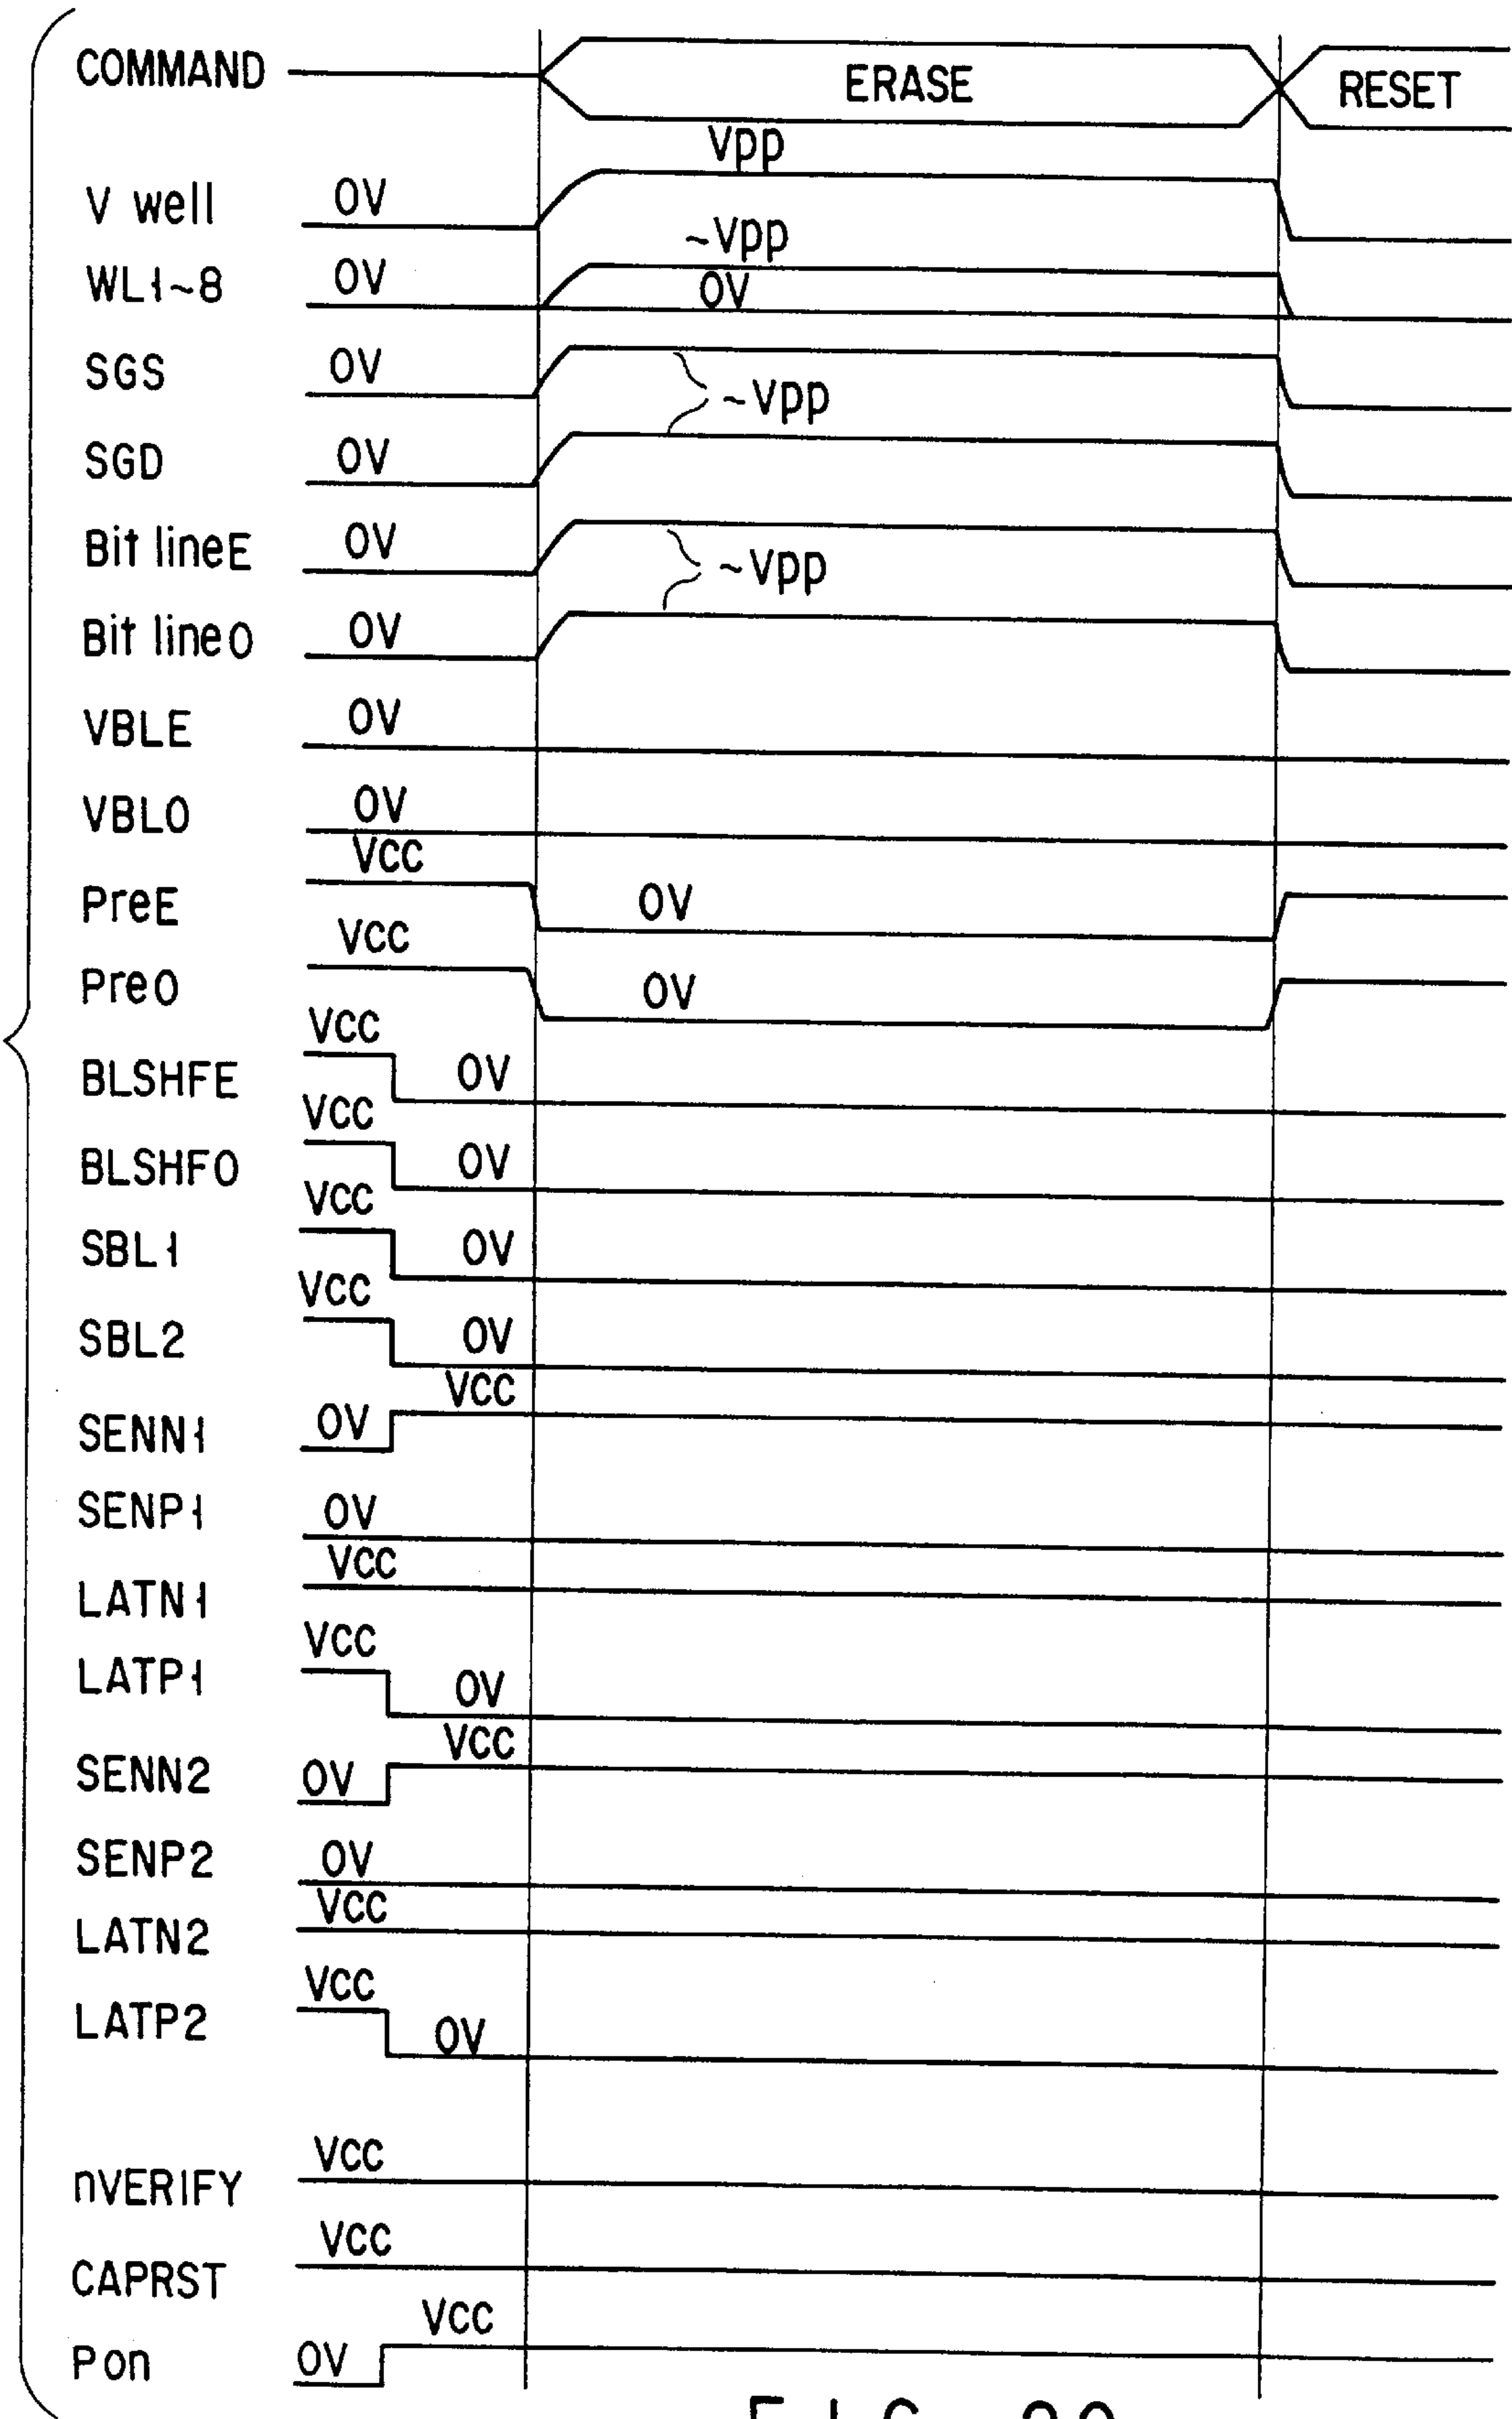 COMMAND ERASE RESET
Vpp
V well 0V
~Vpp
WL1~8 0V 0V
SGS 0V
~Vpp
SGD 0V
Bit lineE 0V
~Vpp
Bit lineO 0V
VBLE 0V
VBLO 0V
VCC
PreE 0V
VCC
PreO 0V
VCC
BLSHFE 0V
VCC
BLSHFO 0V
VCC
SBL1 0V
VCC
SBL2 0V
VCC
SENN1 0V
SENP1 0V
VCC
LATN1
VCC
LATP1 0V
VCC
SENN2 0V
SENP2 0V
VCC
LATN2
VCC
LATP2 0V
VCC
nVERIFY
VCC
CAPRST
VCC
Pon 0V